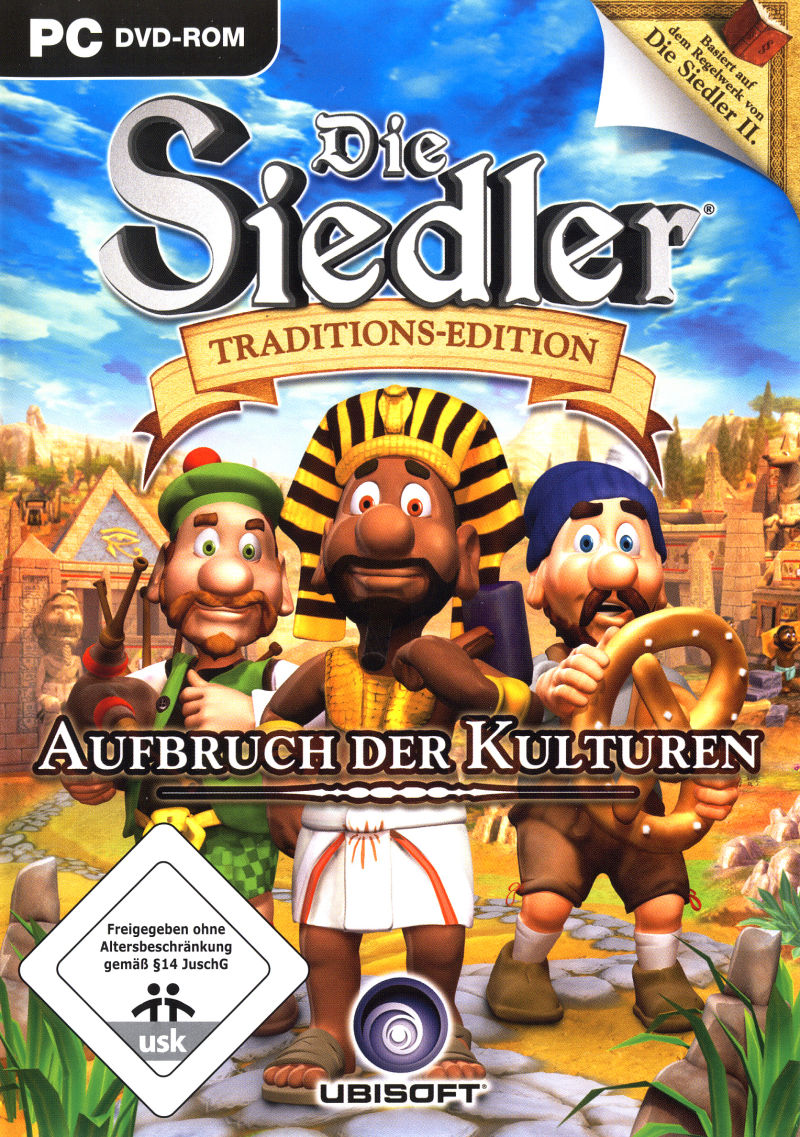 PC DVD-ROM
Basiert auf
dem Regelwerk von
Die Siedler II.
§
Die
Siedler®
TRADITIONS-EDITION
AUFBRUCH DER KULTUREN
Freigegeben ohne
Altersbeschränkung
gemäß §14 JuschG
usk
UBISOFT®